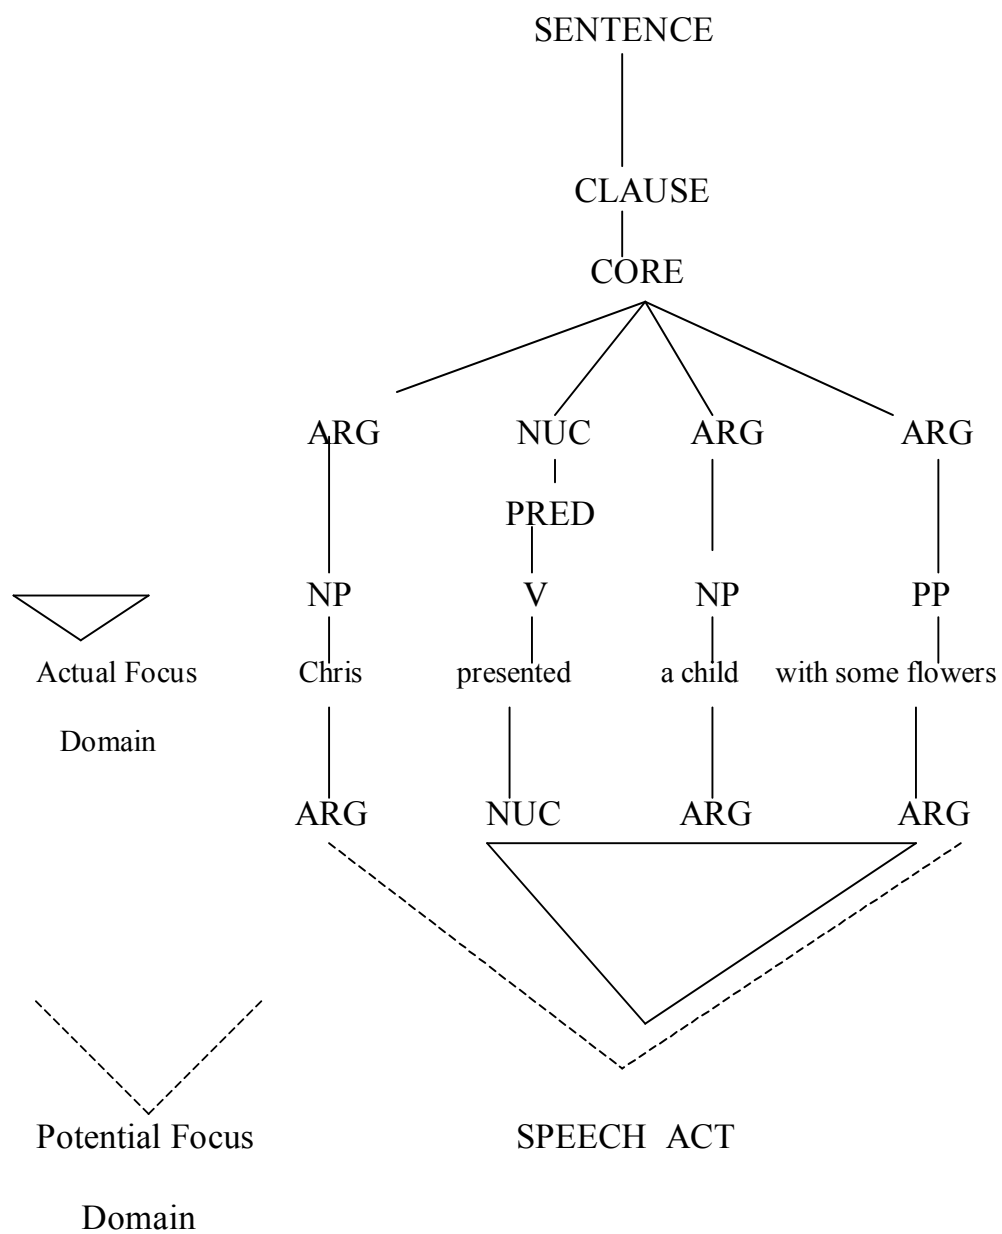 SENTENCE
CLAUSE
CORE
ARG NUC ARG ARG
PRED
NP V NP PP
Actual Focus Chris presented a child with some flowers
Domain
ARG NUC ARG ARG
Potential Focus SPEECH ACT
Domain